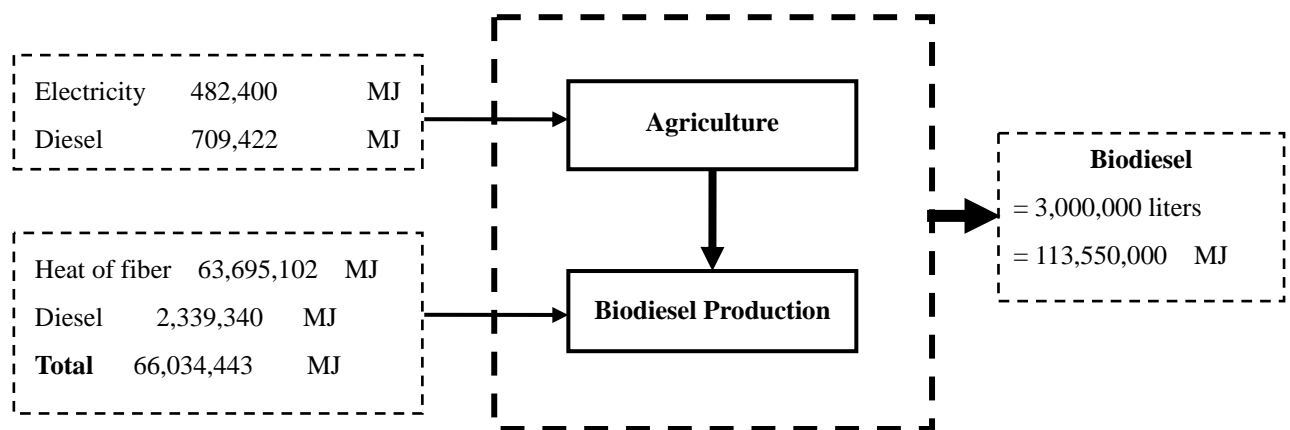 Electricity 482,400 MJ
Diesel 709,422 MJ
Agriculture
Heat of fiber 63,695,102 MJ
Diesel 2,339,340 MJ
Total 66,034,443 MJ
Biodiesel Production
Biodiesel
= 3,000,000 liters
= 113,550,000 MJ